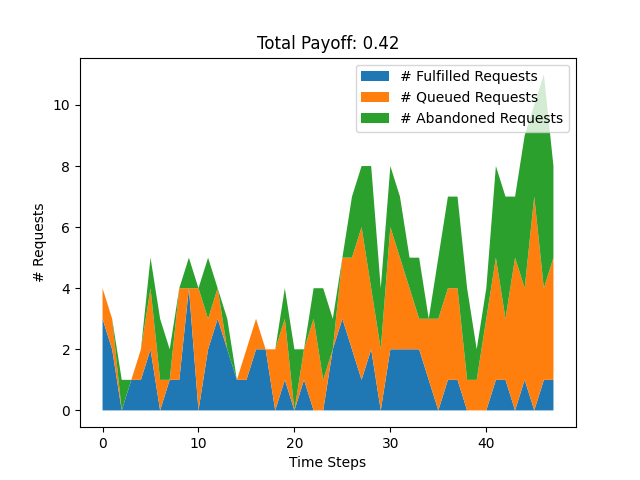 Total Payoff: 0.42
# Fulfilled Requests
# Queued Requests
# Abandoned Requests
10
8
6
4
2
0
# Requests
0 10 20 30 40
Time Steps